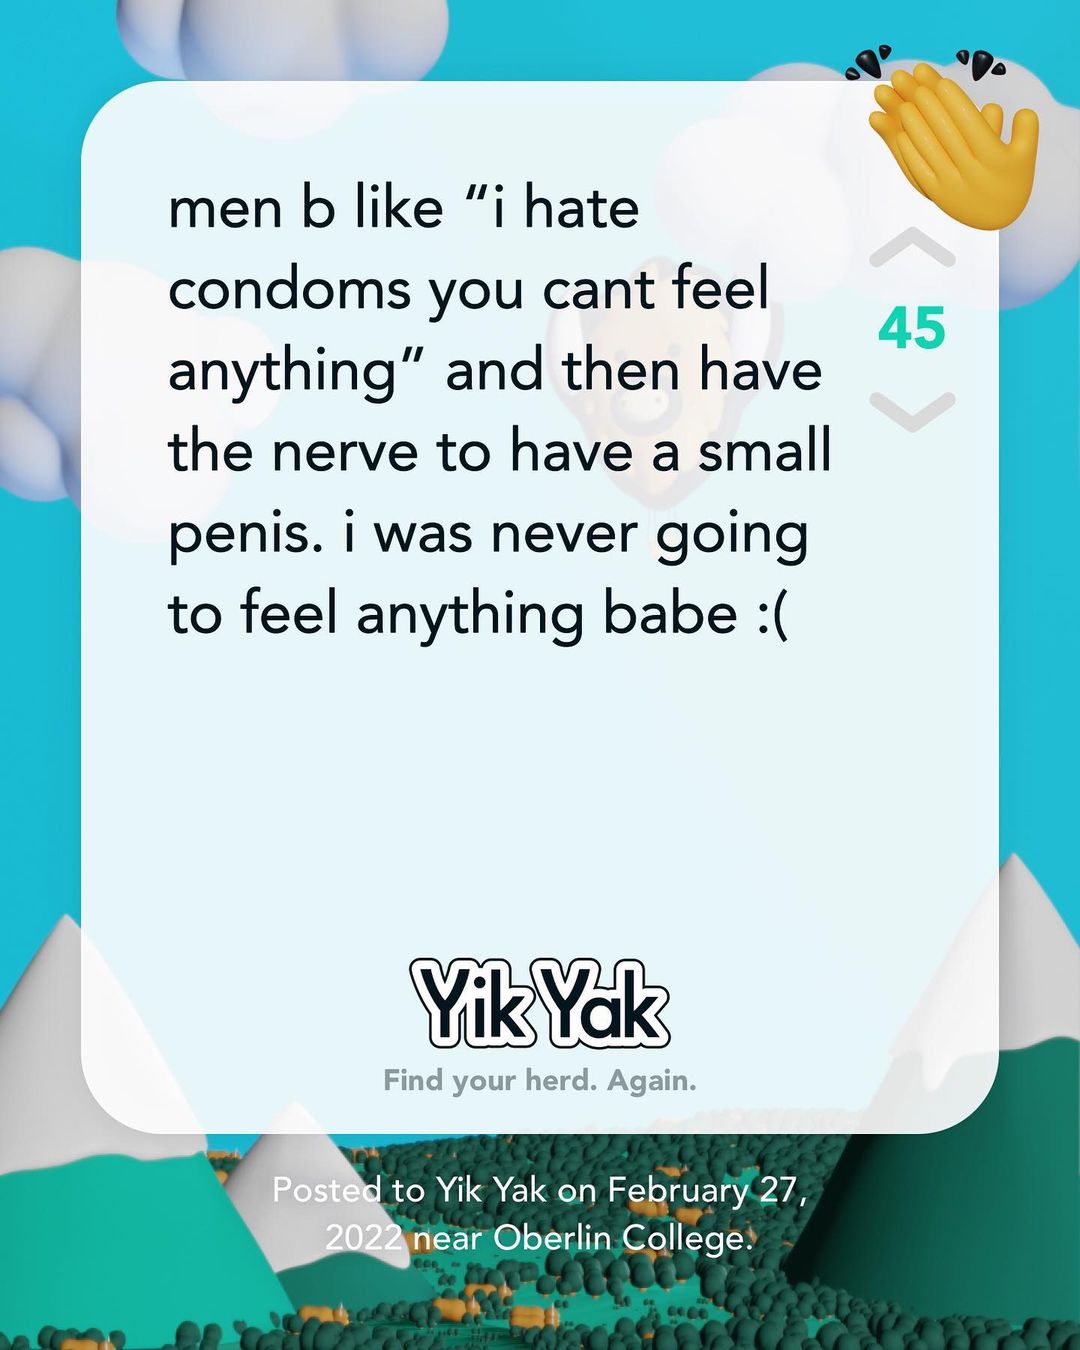 men b like “i hate
condoms you cant feel
anything” and then have
the nerve to have a small
penis. i was never going
to feel anything babe :(
45
Yik Yak
Find your herd. Again.
Posted to Yik Yak on February 27,
2022 near Oberlin College.